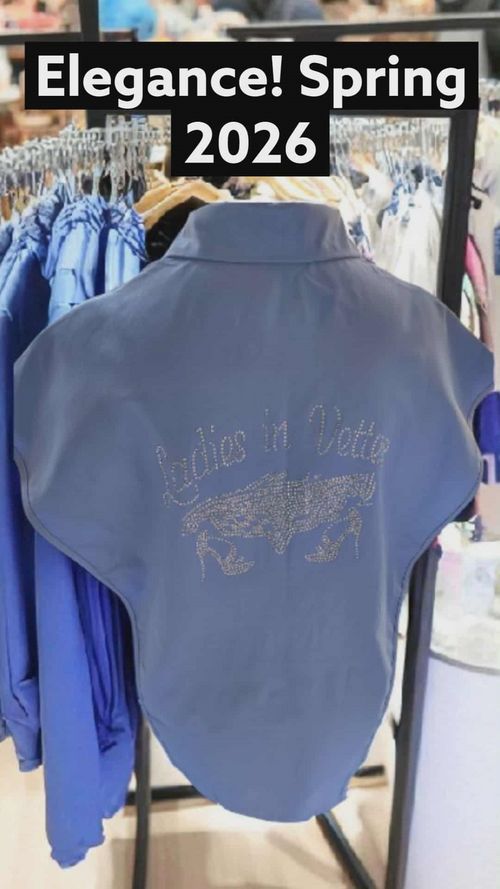 Elegance! Spring
2026
Ladies in Vette